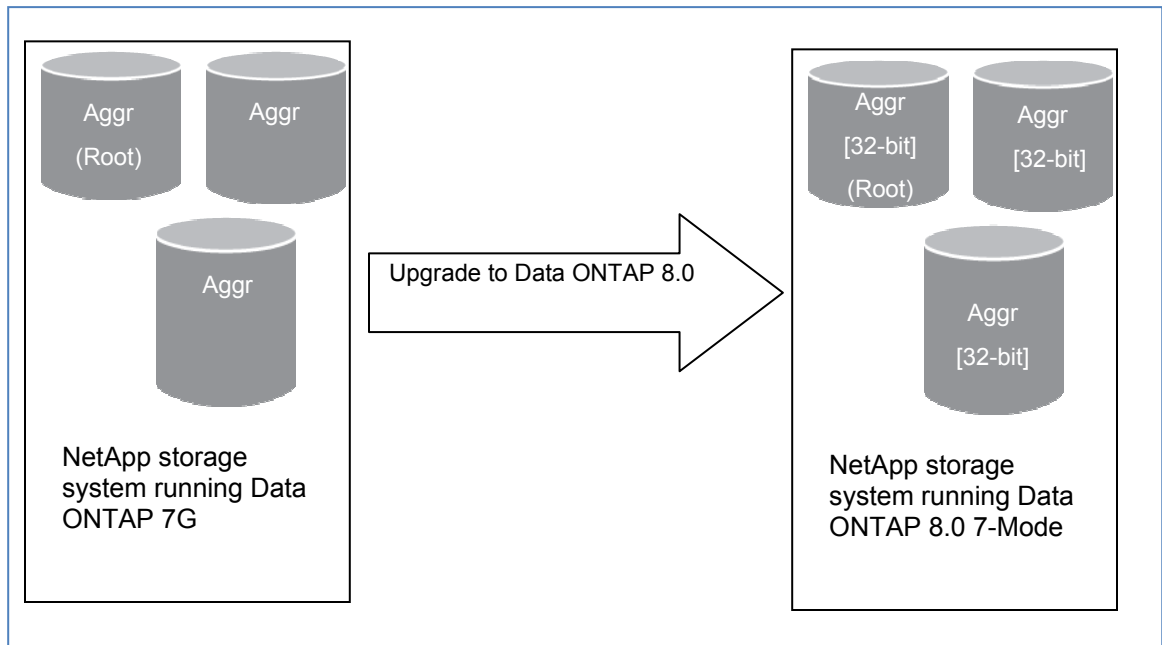 Aggr
(Root)
Aggr
Aggr
NetApp storage
system running Data
ONTAP 7G
Upgrade to Data ONTAP 8.0
Aggr
[32-bit]
(Root)
Aggr
[32-bit]
Aggr
[32-bit]
NetApp storage
system running Data
ONTAP 8.0 7-Mode